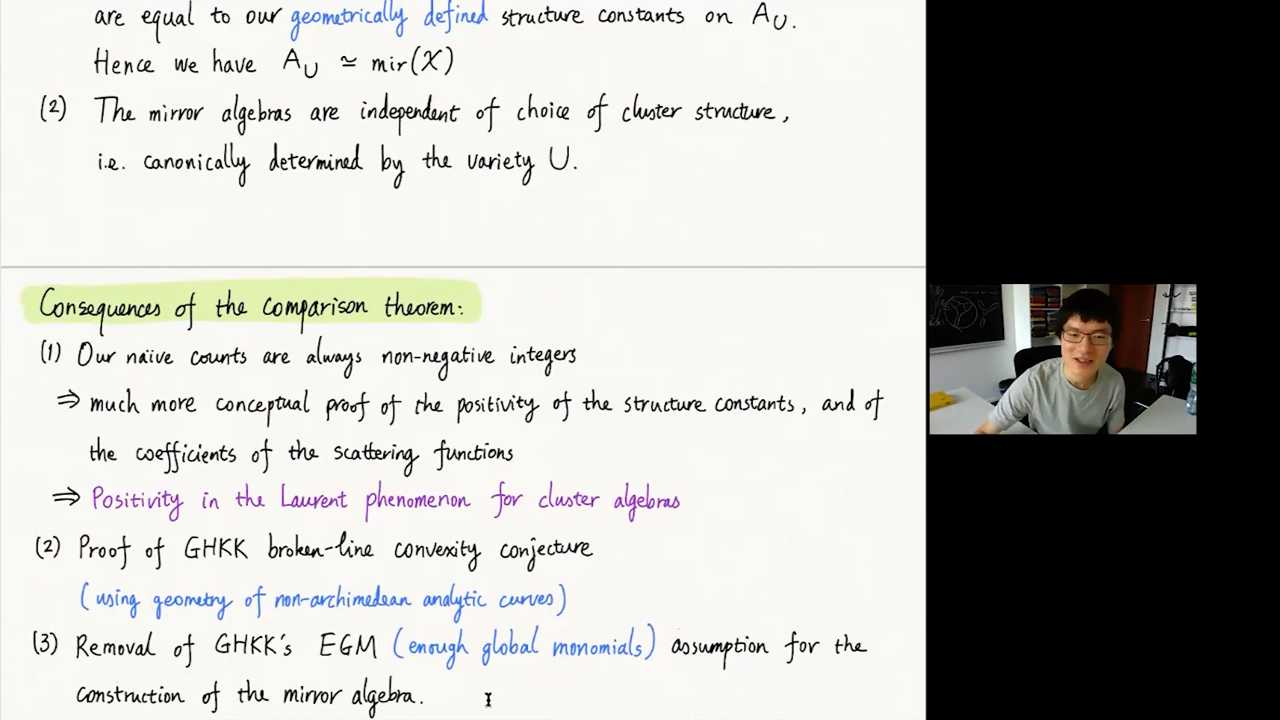 are equal to our geometrically defined structure constants on A_U.
Hence we have A_U ≃ mir(X)
(2) The mirror algebras are independent of choice of cluster structure,
i.e. canonically determined by the variety U.
Consequences of the comparison theorem:
(1) Our naive counts are always non-negative integers
⇒ much more conceptual proof of the positivity of the structure constants, and of
the coefficients of the scattering functions
⇒ Positivity in the Laurent phenomenon for cluster algebras
(2) Proof of GHKK broken-line convexity conjecture
(using geometry of non-archimedean analytic curves)
(3) Removal of GHKK's EGM (enough global monomials) assumption for the
construction of the mirror algebra.